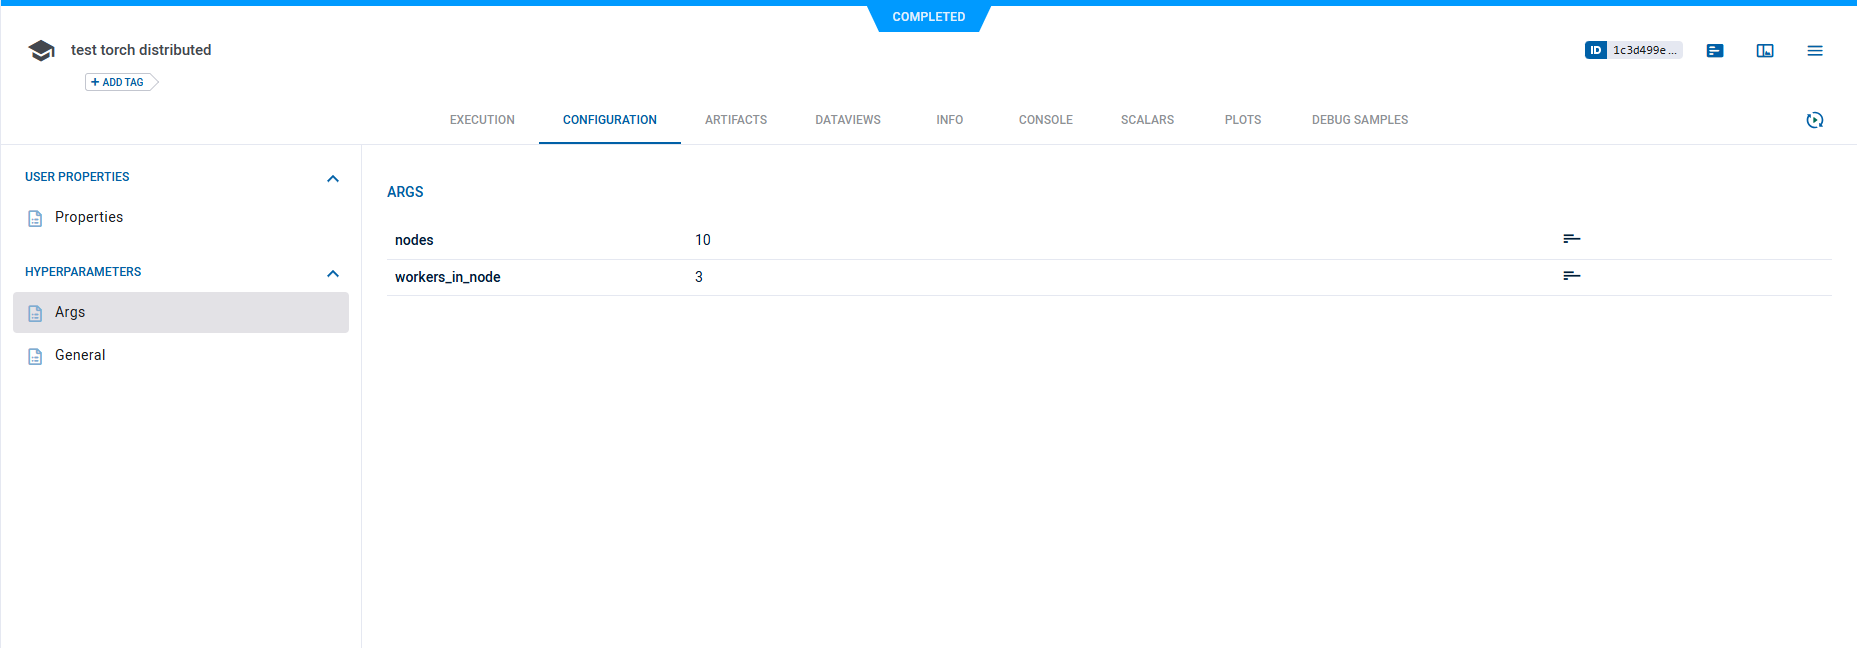 COMPLETED
test torch distributed
ID 1c3d499e...
+ ADD TAG
EXECUTION CONFIGURATION ARTIFACTS DATAVIEWS INFO CONSOLE SCALARS PLOTS DEBUG SAMPLES
USER PROPERTIES
Properties
HYPERPARAMETERS
Args
General
ARGS
nodes 10
workers_in_node 3